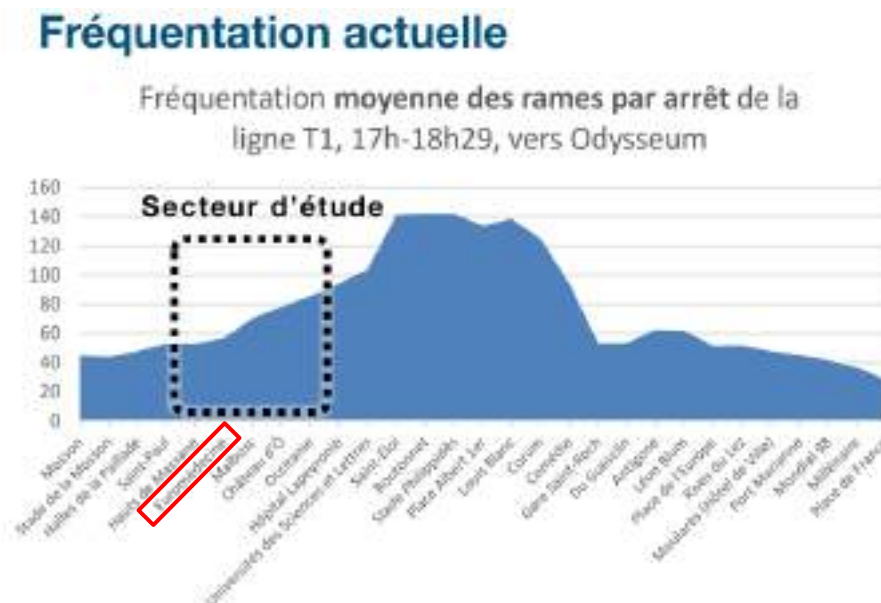 Fréquentation actuelle
Fréquentation moyenne des rames par arrêt de la
ligne T1, 17h-18h29, vers Odysseum
160
140
120
100
80
60
40
20
0
Secteur d'étude
Mosson
Stade de la Mosson
Halles de la Paillade
Saint-Paul
Hauts de Massane
Euromédecine
Malbosc
Château d'Ô
Occitanie
Hôpital Lapeyronie
Universités des Sciences et Lettres
Saint-Éloi
Boutonnet
Stade Philippidès
Place Albert 1er
Louis Blanc
Corum
Comédie
Gare Saint-Roch
Du Guesclin
Antigone
Léon Blum
Place de l'Europe
Rives du Lez
Moularès (Hôtel de Ville)
Port Marianne
Mondial 98
Millénaire
Place de France